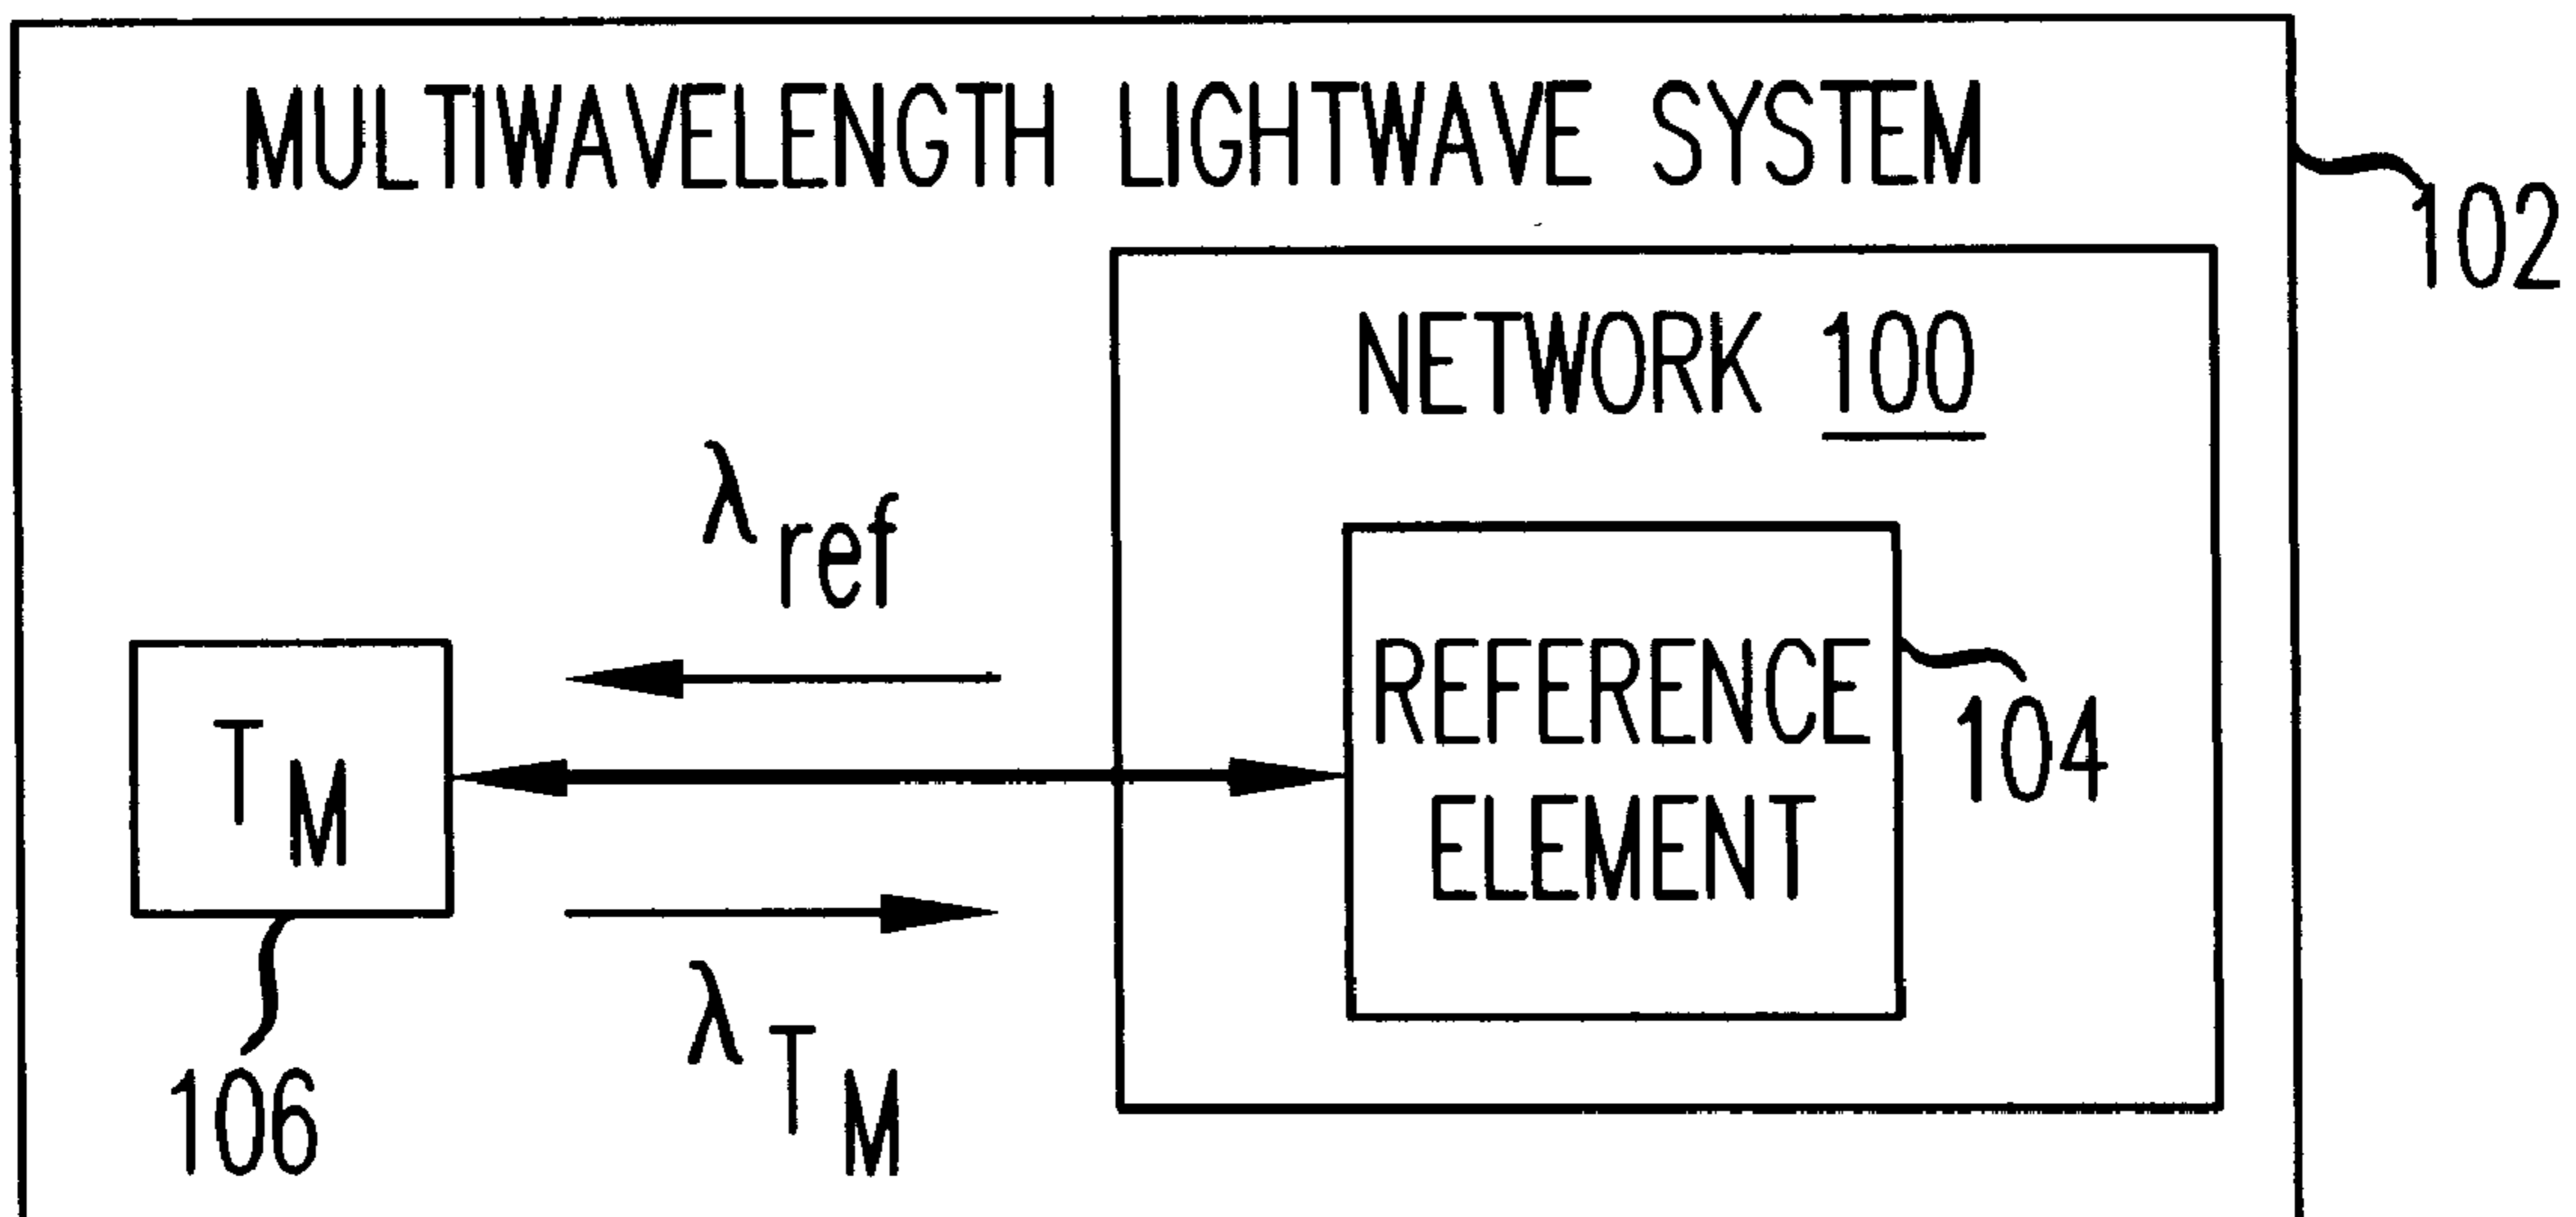 MULTIWAVELENGTH LIGHTWAVE SYSTEM
102
NETWORK 100
λref
REFERENCE
ELEMENT
104
TM
λTM
106